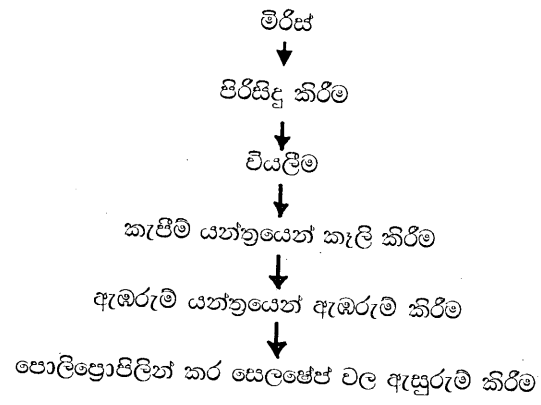 මිරිස්
පිරිසිදු කිරීම
වියලීම
කැපීම් යන්ත්‍රයෙන් කෑලි කිරීම
ඇඹරුම් යන්ත්‍රයෙන් ඇඹරුම් කිරීම
පොලිප්‍රොපිලින් කර සෙලෂේප් වල ඇසුරුම් කිරීම